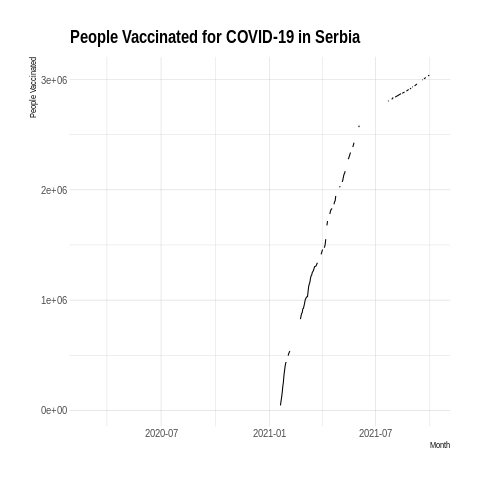 People Vaccinated for COVID-19 in Serbia
People Vaccinated
3e+06
2e+06
1e+06
0e+00
2020-07
2021-01
2021-07
Month